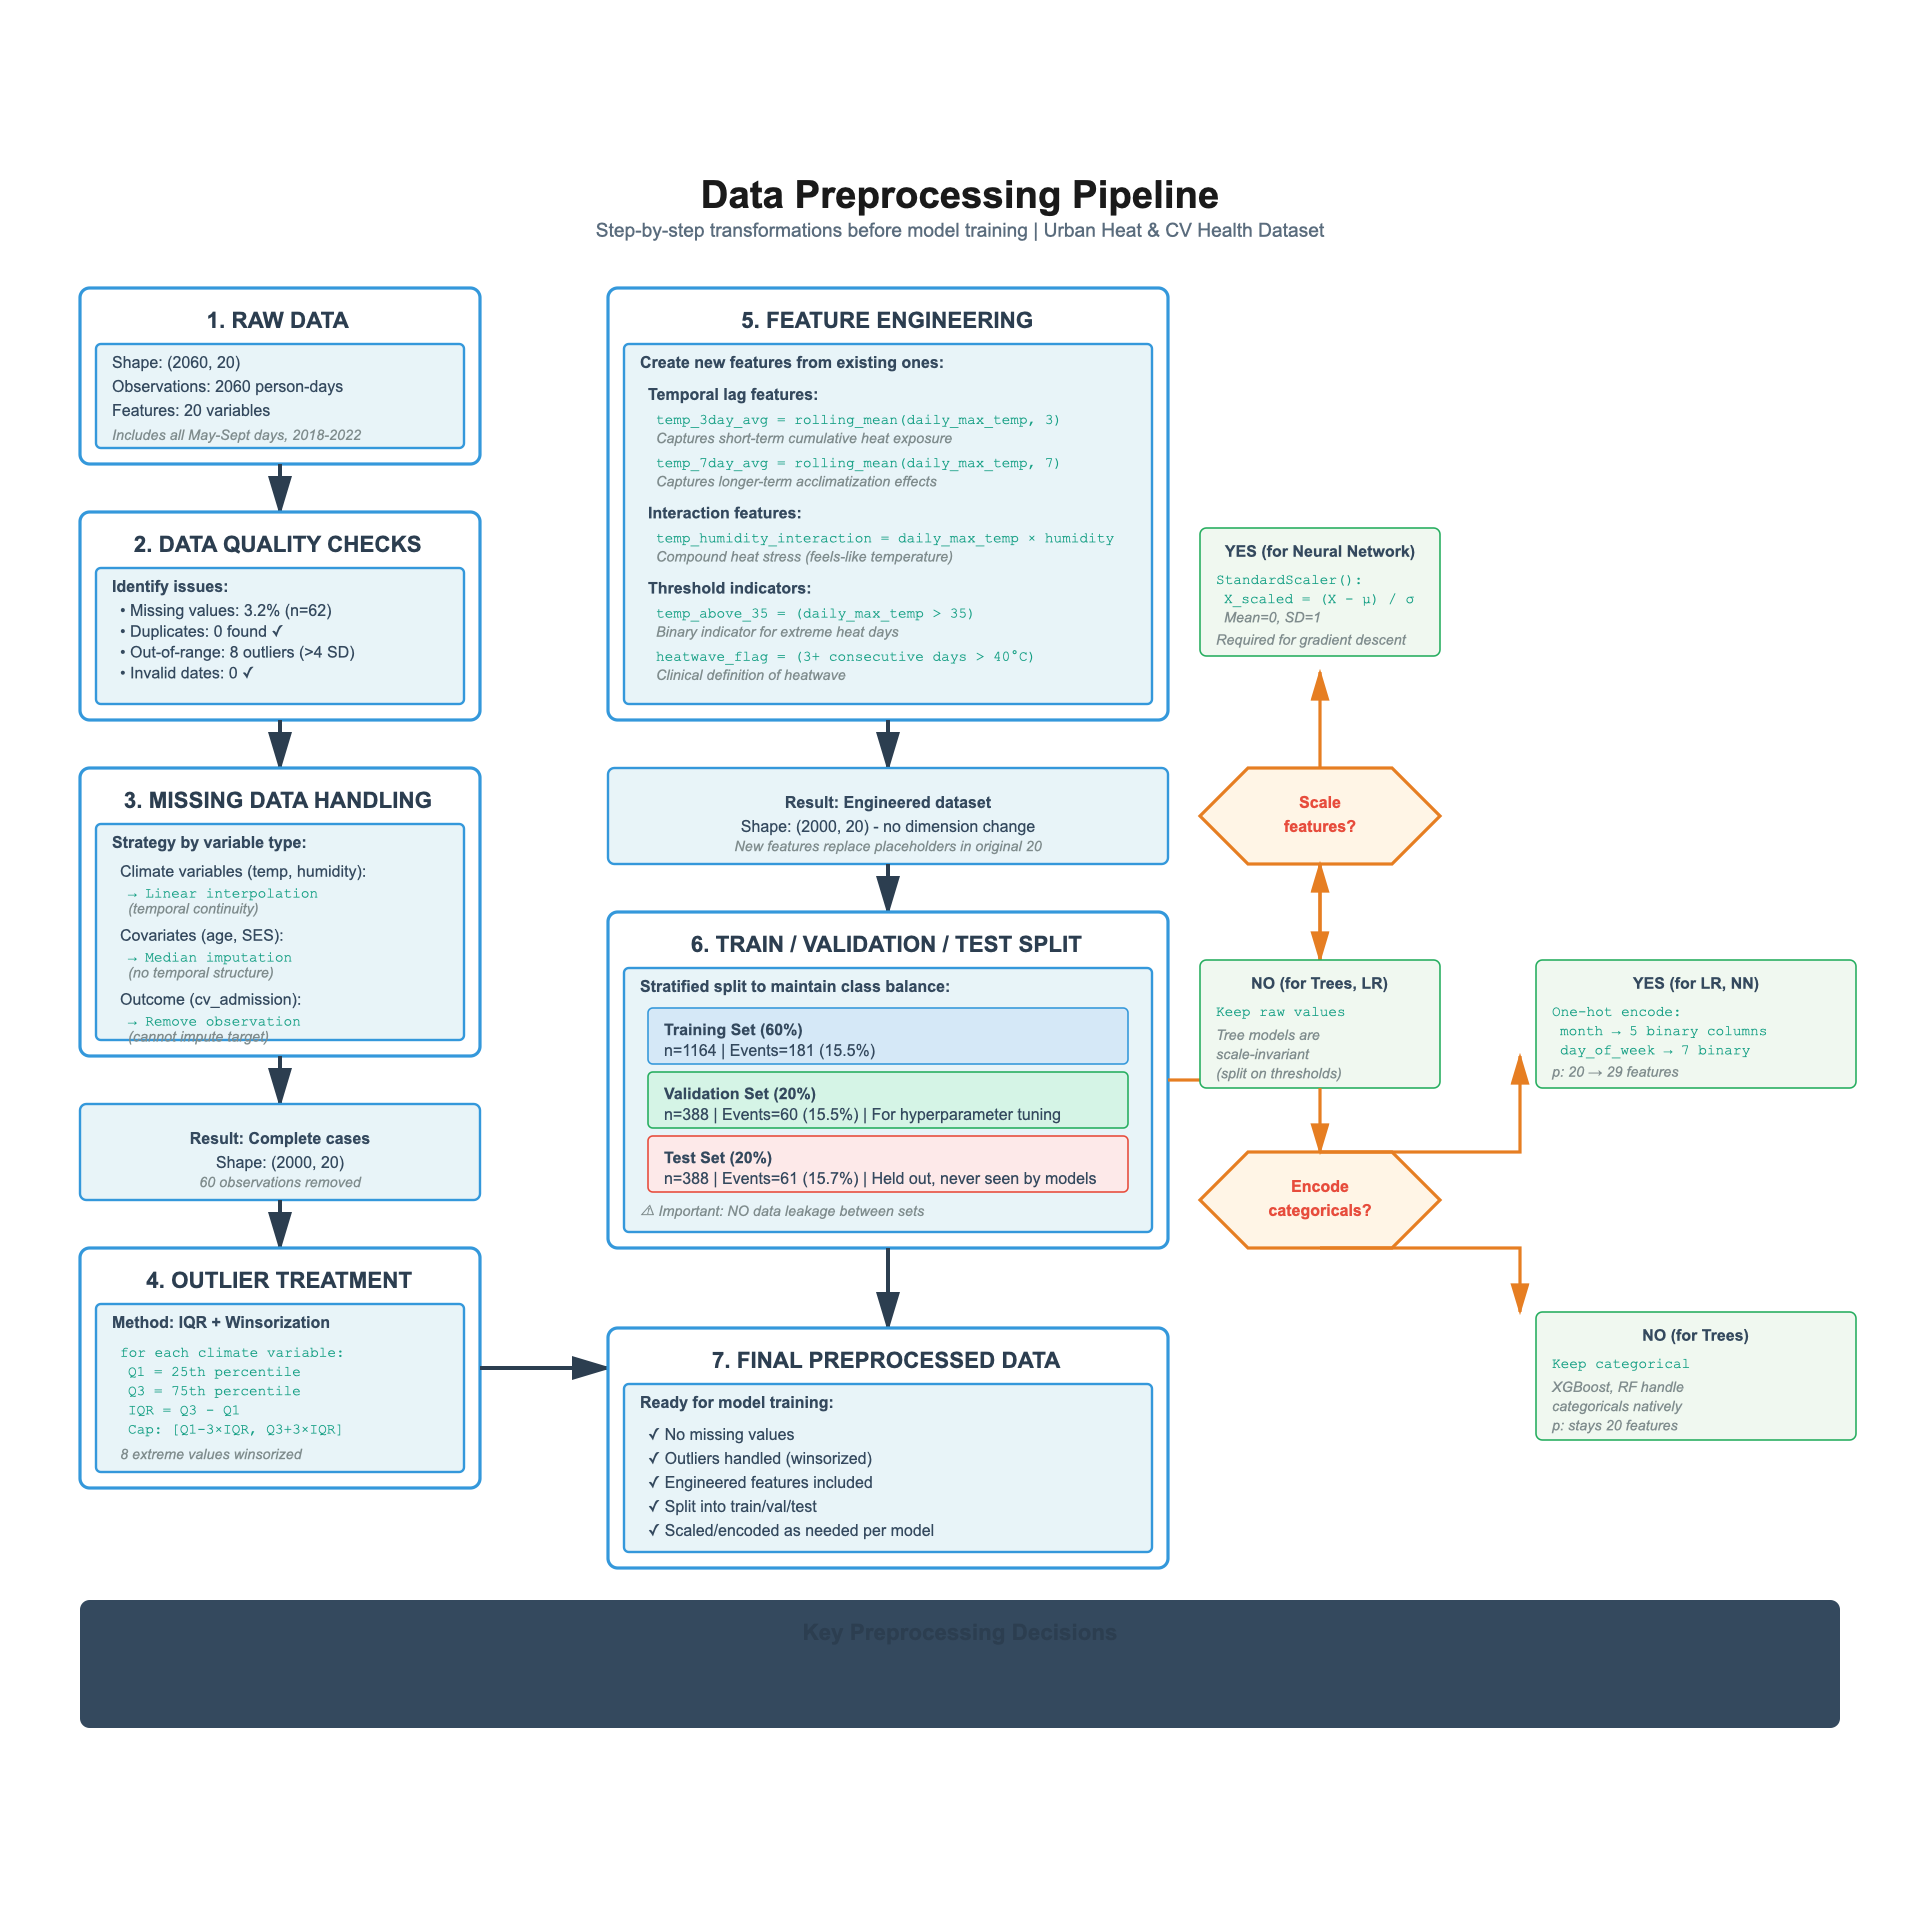 Data Preprocessing Pipeline
Step-by-step transformations before model training | Urban Heat & CV Health Dataset
1. RAW DATA
Shape: (2060, 20)
Observations: 2060 person-days
Features: 20 variables
Includes all May-Sept days, 2018-2022
2. DATA QUALITY CHECKS
Identify issues:
• Missing values: 3.2% (n=62)
• Duplicates: 0 found ✓
• Out-of-range: 8 outliers (>4 SD)
• Invalid dates: 0 ✓
3. MISSING DATA HANDLING
Strategy by variable type:
Climate variables (temp, humidity):
→ Linear interpolation
(temporal continuity)
Covariates (age, SES):
→ Median imputation
(no temporal structure)
Outcome (cv_admission):
→ Remove observation
(cannot impute target)
Result: Complete cases
Shape: (2000, 20)
60 observations removed
4. OUTLIER TREATMENT
Method: IQR + Winsorization
for each climate variable:
Q1 = 25th percentile
Q3 = 75th percentile
IQR = Q3 - Q1
Cap: [Q1-3×IQR, Q3+3×IQR]
8 extreme values winsorized
5. FEATURE ENGINEERING
Create new features from existing ones:
Temporal lag features:
temp_3day_avg = rolling_mean(daily_max_temp, 3)
Captures short-term cumulative heat exposure
temp_7day_avg = rolling_mean(daily_max_temp, 7)
Captures longer-term acclimatization effects
Interaction features:
temp_humidity_interaction = daily_max_temp × humidity
Compound heat stress (feels-like temperature)
Threshold indicators:
temp_above_35 = (daily_max_temp > 35)
Binary indicator for extreme heat days
heatwave_flag = (3+ consecutive days > 40°C)
Clinical definition of heatwave
Result: Engineered dataset
Shape: (2000, 20) - no dimension change
New features replace placeholders in original 20
6. TRAIN / VALIDATION / TEST SPLIT
Stratified split to maintain class balance:
Training Set (60%)
n=1164 | Events=181 (15.5%)
Validation Set (20%)
n=388 | Events=60 (15.5%) | For hyperparameter tuning
Test Set (20%)
n=388 | Events=61 (15.7%) | Held out, never seen by models
⚠ Important: NO data leakage between sets
7. FINAL PREPROCESSED DATA
Ready for model training:
✓ No missing values
✓ Outliers handled (winsorized)
✓ Engineered features included
✓ Split into train/val/test
✓ Scaled/encoded as needed per model
YES (for Neural Network)
StandardScaler():
X_scaled = (X - μ) / σ
Mean=0, SD=1
Required for gradient descent
Scale
features?
NO (for Trees, LR)
Keep raw values
Tree models are
scale-invariant
(split on thresholds)
Encode
categoricals?
YES (for LR, NN)
One-hot encode:
month → 5 binary columns
day_of_week → 7 binary
p: 20 → 29 features
NO (for Trees)
Keep categorical
XGBoost, RF handle
categoricals natively
p: stays 20 features
Key Preprocessing Decisions